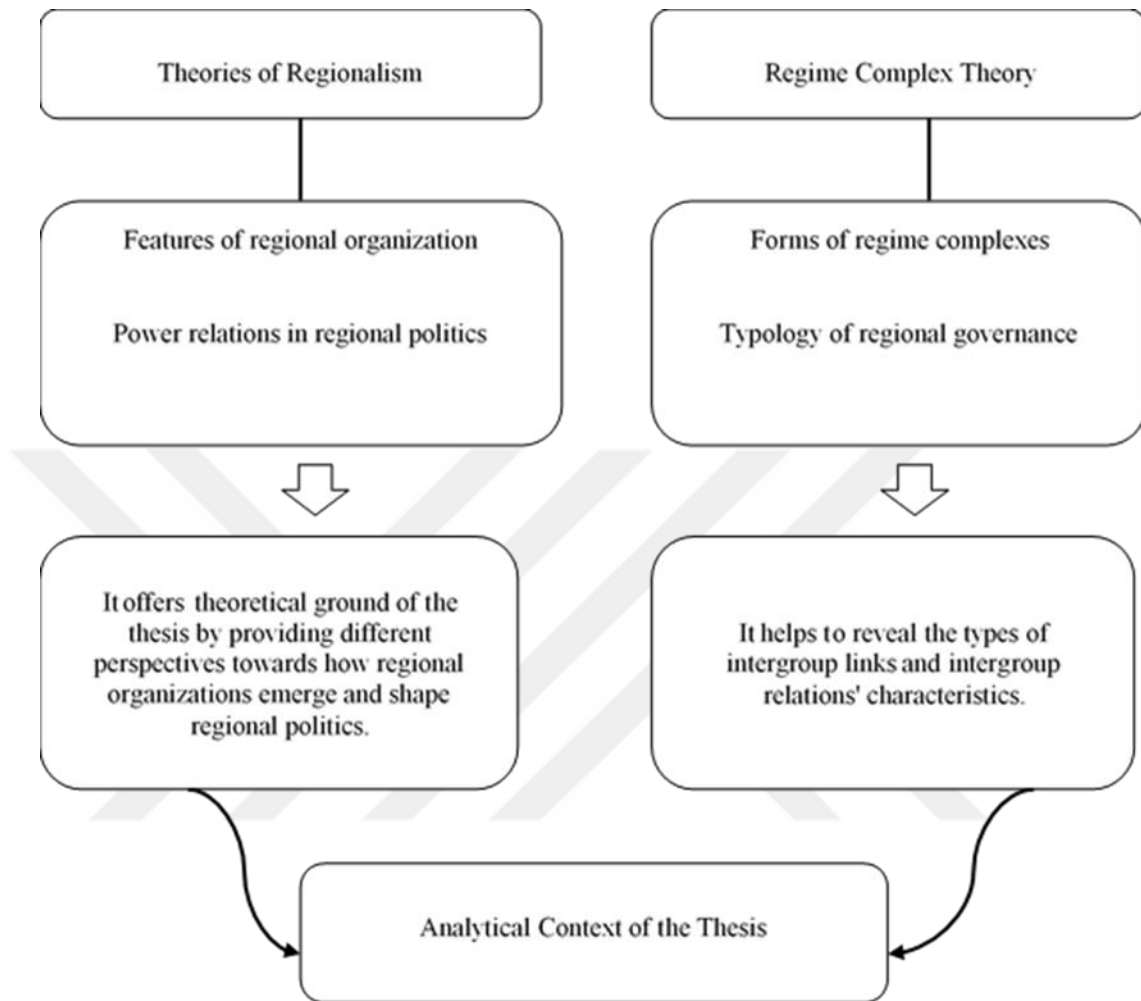 Theories of Regionalism
Regime Complex Theory
Features of regional organization
Power relations in regional politics
Forms of regime complexes
Typology of regional governance
It offers theoretical ground of the
thesis by providing different
perspectives towards how regional
organizations emerge and shape
regional politics.
It helps to reveal the types of
intergroup links and intergroup
relations' characteristics.
Analytical Context of the Thesis